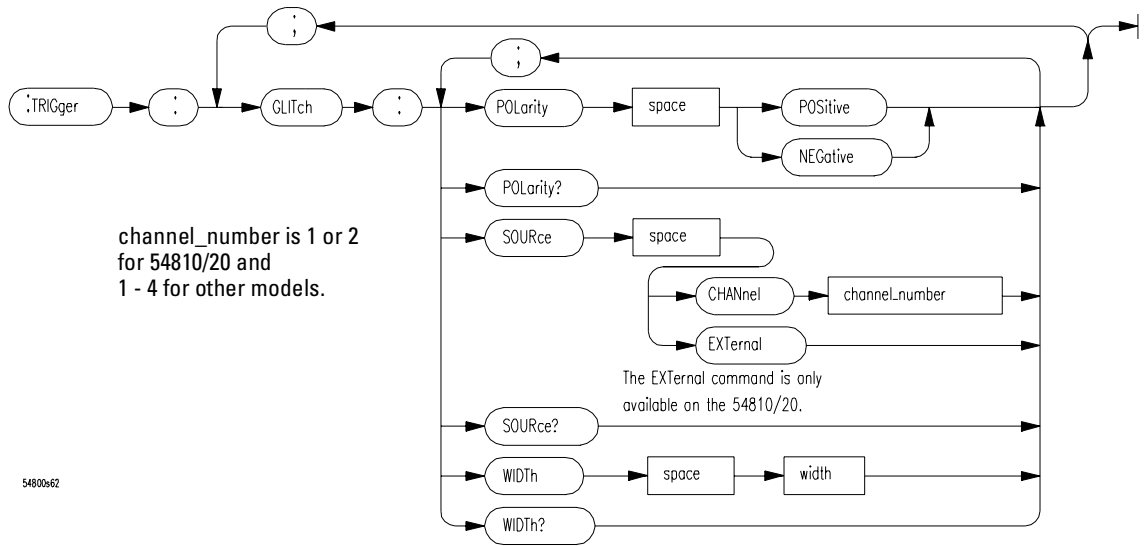 ;
;
:TRIGger
:
GLITch
:
POLarity
space
POSitive
NEGative
POLarity?
channel_number is 1 or 2
for 54810/20 and
1 - 4 for other models.
SOURce
space
CHANnel
channel_number
EXTernal
The EXTernal command is only
available on the 54810/20.
SOURce?
WIDTh
space
width
WIDTh?
54800s62